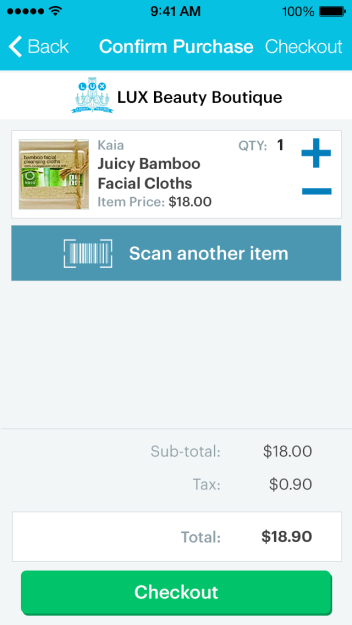 9:41 AM
100%
Back
Confirm Purchase
Checkout
LUX
LUX Beauty Boutique
bamboo facial
cleansing cloths
Kaia
QTY: 1
Juicy Bamboo
Facial Cloths
Item Price: $18.00
Scan another item
Sub-total: $18.00
Tax: $0.90
Total: $18.90
Checkout